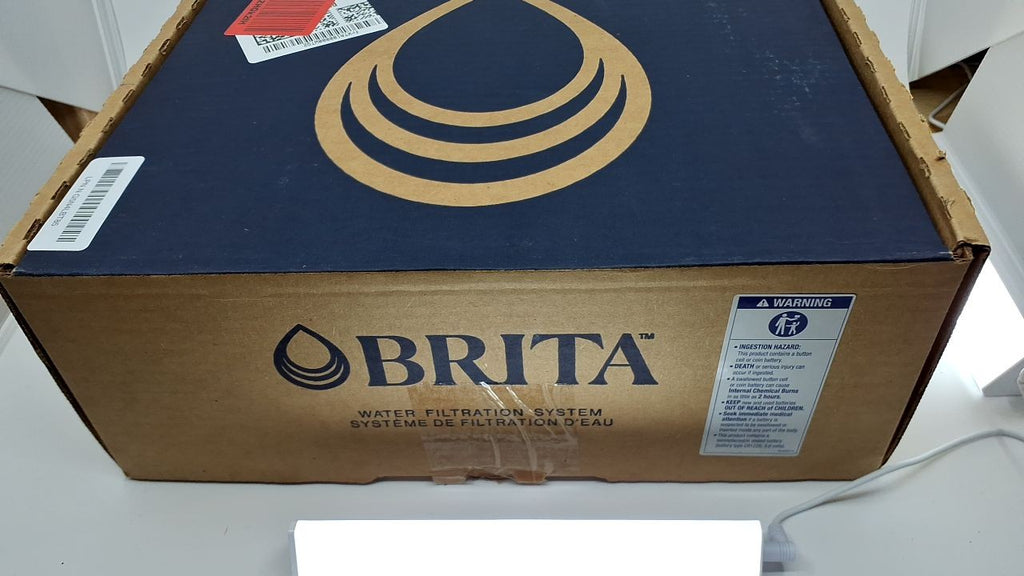 BRITA™
WATER FILTRATION SYSTEM
SYSTÈME DE FILTRATION D'EAU
WARNING
INGESTION HAZARD:
This product contains a button
cell or coin battery.
DEATH or serious injury can
occur if ingested.
A swallowed button cell
or coin battery can cause
Internal Chemical Burns
in as little as 2 hours.
KEEP new and used batteries
OUT OF REACH of CHILDREN.
Seek immediate medical
attention if a battery is
suspected to be swallowed or
inserted inside any part of the body.
This product contains a